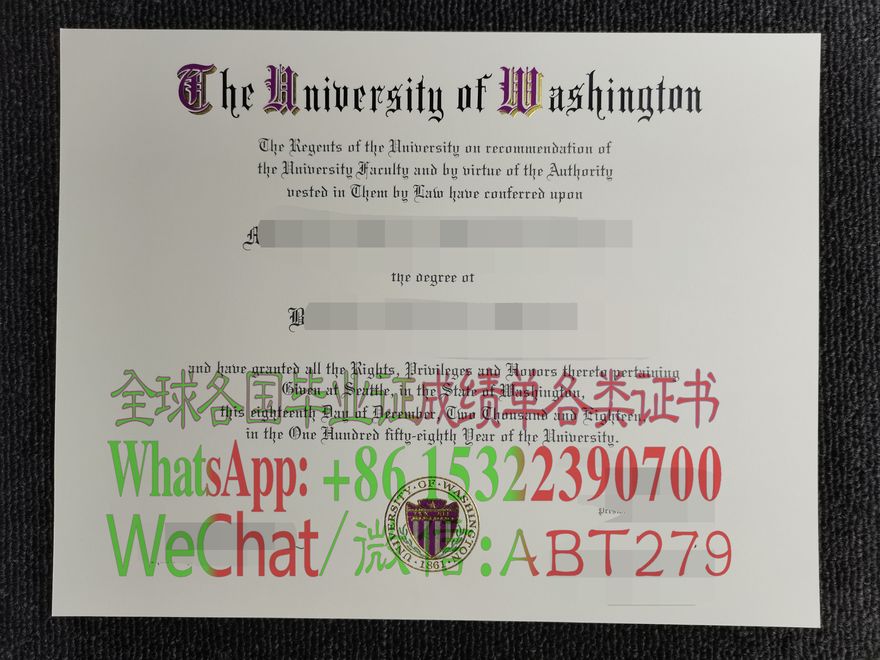 The University of Washington
The Regents of the University on recommendation of
the University Faculty and by virtue of the Authority
vested in Them by Law have conferred upon
A
the degree of
B
and have granted all the Rights, Privileges and Honors thereto pertaining
Given at Seattle, in the State of Washington,
全球各国毕业证成绩单各类证书
this eighteenth Day of December, Two Thousand and Eighteen,
in the One Hundred fifty-eighth Year of the University.
WhatsApp: +86 15322390700
WeChat/微信:ABT279
UNIVERSITY OF WASHINGTON
1861